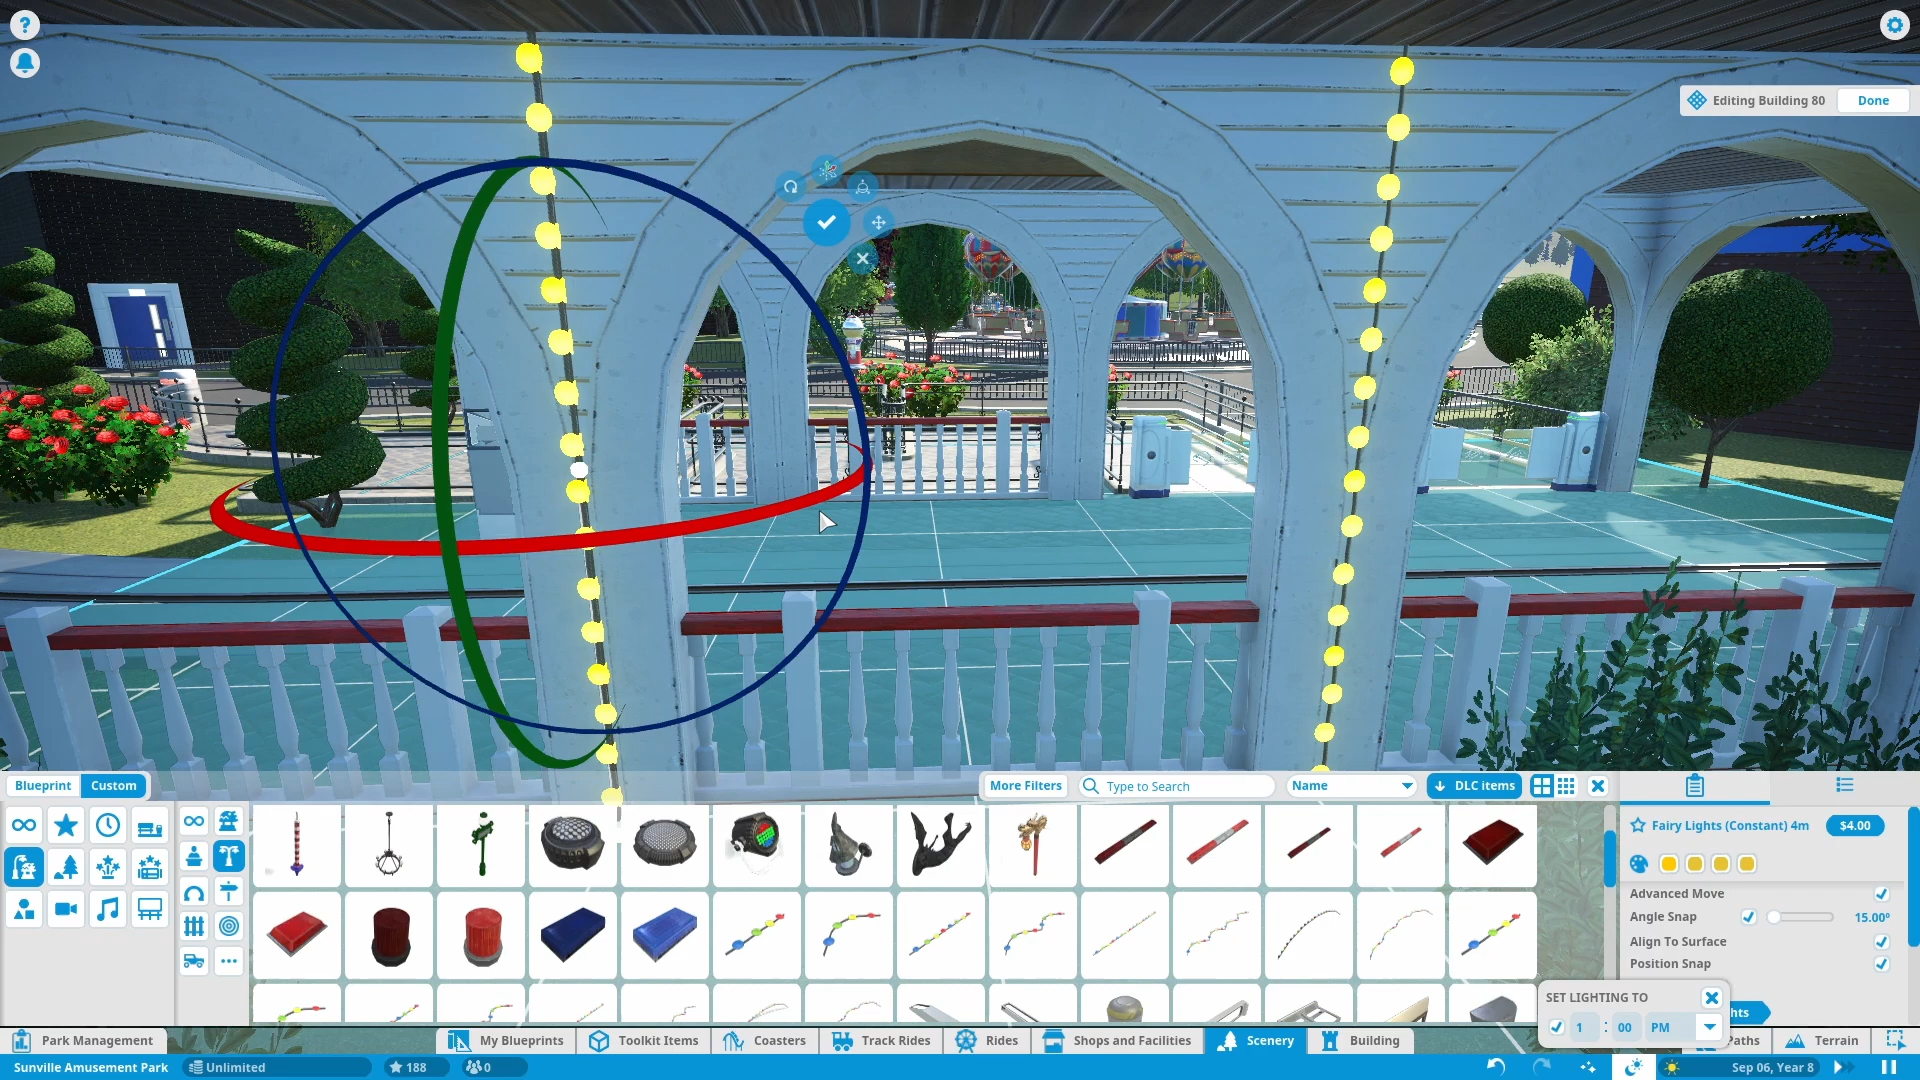 ?
Editing Building 80
Done
Blueprint
Custom
More Filters
Type to Search
Name
DLC items
Fairy Lights (Constant) 4m
$4.00
Advanced Move
Angle Snap
15.00°
Align To Surface
Position Snap
SET LIGHTING TO
1 : 00 PM
hts
Park Management
My Blueprints
Toolkit Items
Coasters
Track Rides
Rides
Shops and Facilities
Scenery
Building
Paths
Terrain
Sunville Amusement Park
Unlimited
188
0
Sep 06, Year 8